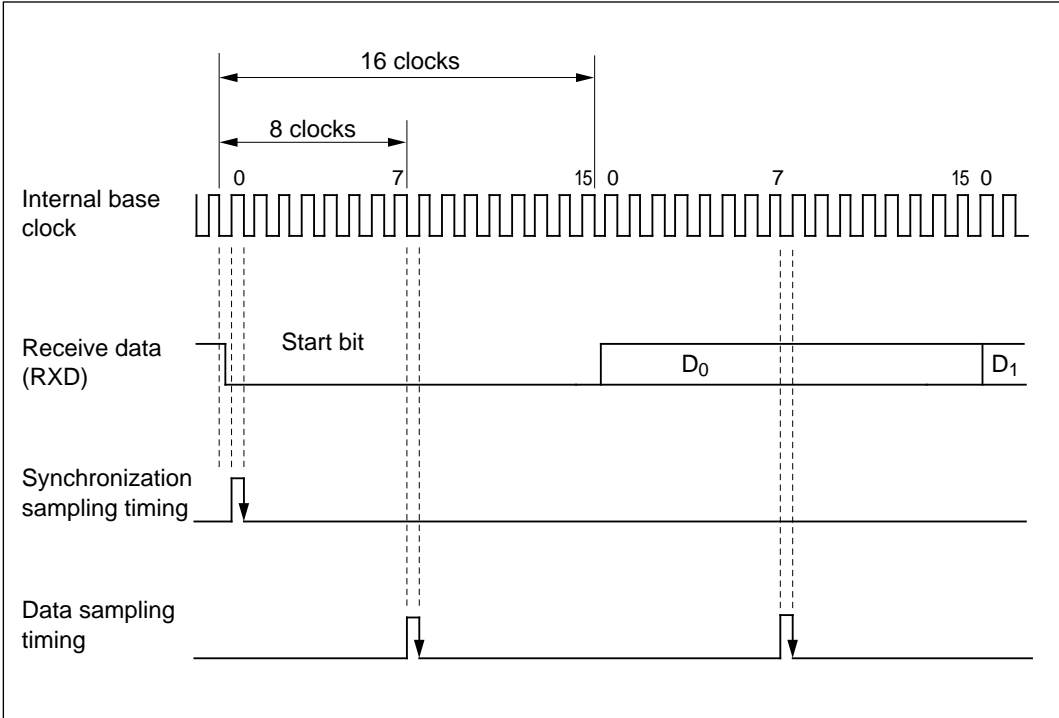 16 clocks
8 clocks
0 7 15 0 7 15 0
Internal base
clock
Receive data
(RXD)
Start bit
D0
D1
Synchronization
sampling timing
Data sampling
timing